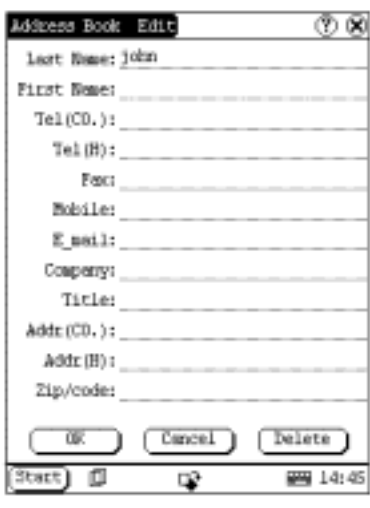 Address Book Edit
Last Name: john
First Name:
Tel(CO.):
Tel(H):
Fax:
Mobile:
E_mail:
Company:
Title:
Addr(CO.):
Addr(H):
Zip/code:
OK Cancel Delete
Start 14:45